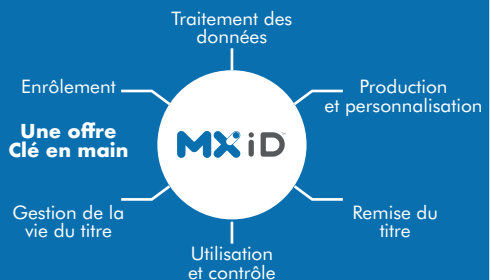 Traitement des
données
Enrôlement
Production
et personnalisation
Une offre
Clé en main
MXiD
Gestion de la
vie du titre
Remise du
titre
Utilisation
et contrôle